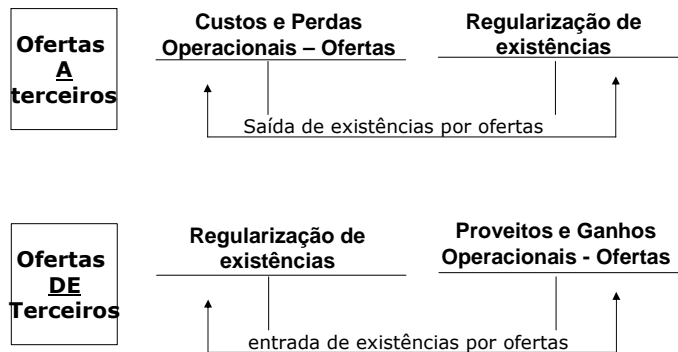 Ofertas
A
terceiros
Custos e Perdas
Operacionais – Ofertas
Regularização de
existências
Saída de existências por ofertas
Ofertas
DE
Terceiros
Regularização de
existências
Proveitos e Ganhos
Operacionais - Ofertas
entrada de existências por ofertas